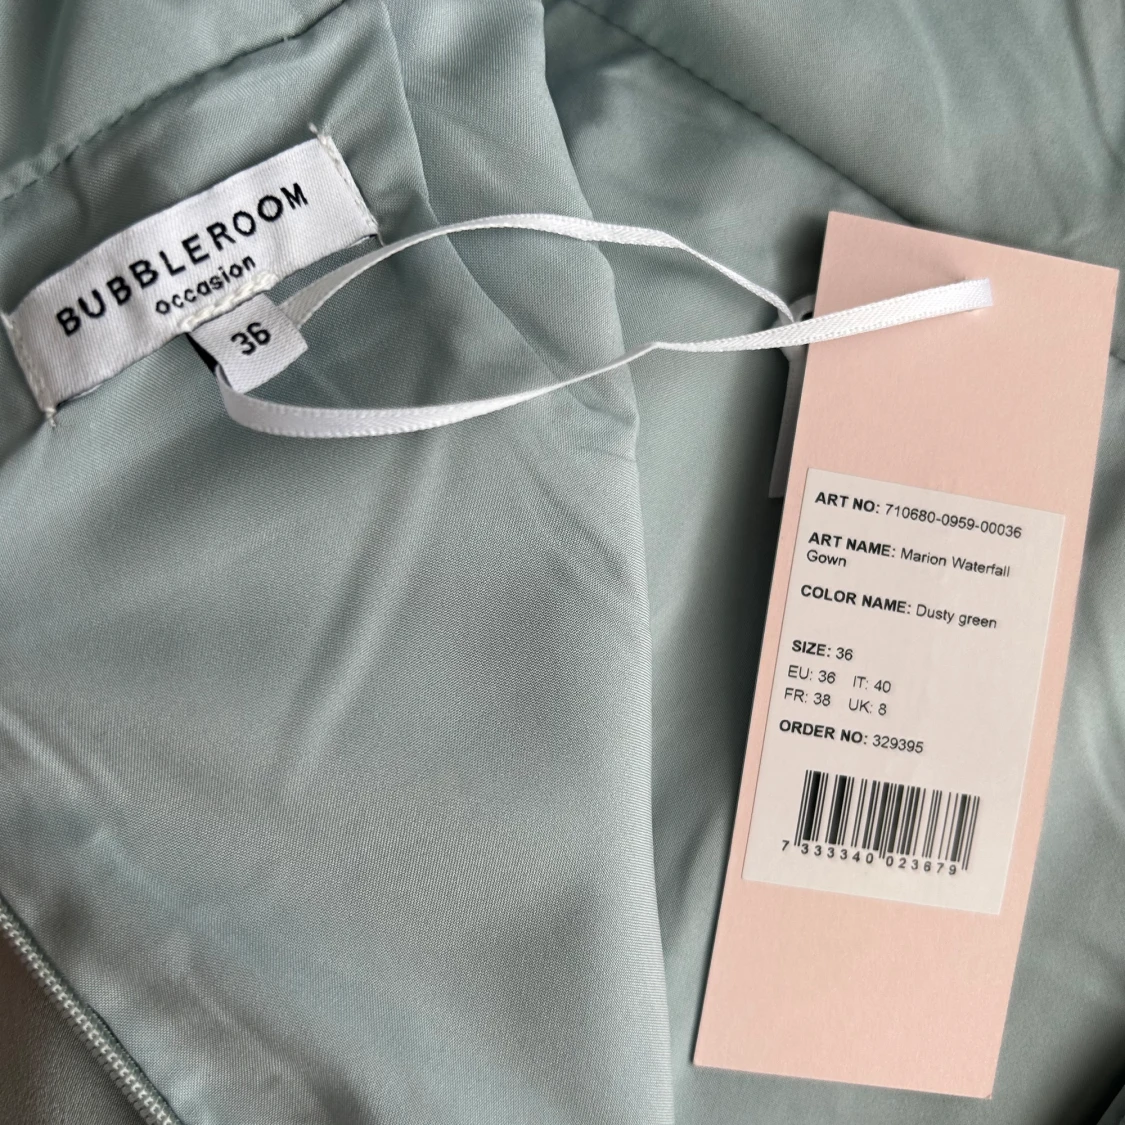 BUBBLEROOM
occasion
36
ART NO: 710680-0959-00036
ART NAME: Marion Waterfall
Gown
COLOR NAME: Dusty green
SIZE: 36
EU: 36 IT: 40
FR: 38 UK: 8
ORDER NO: 329395
7 333340 023679